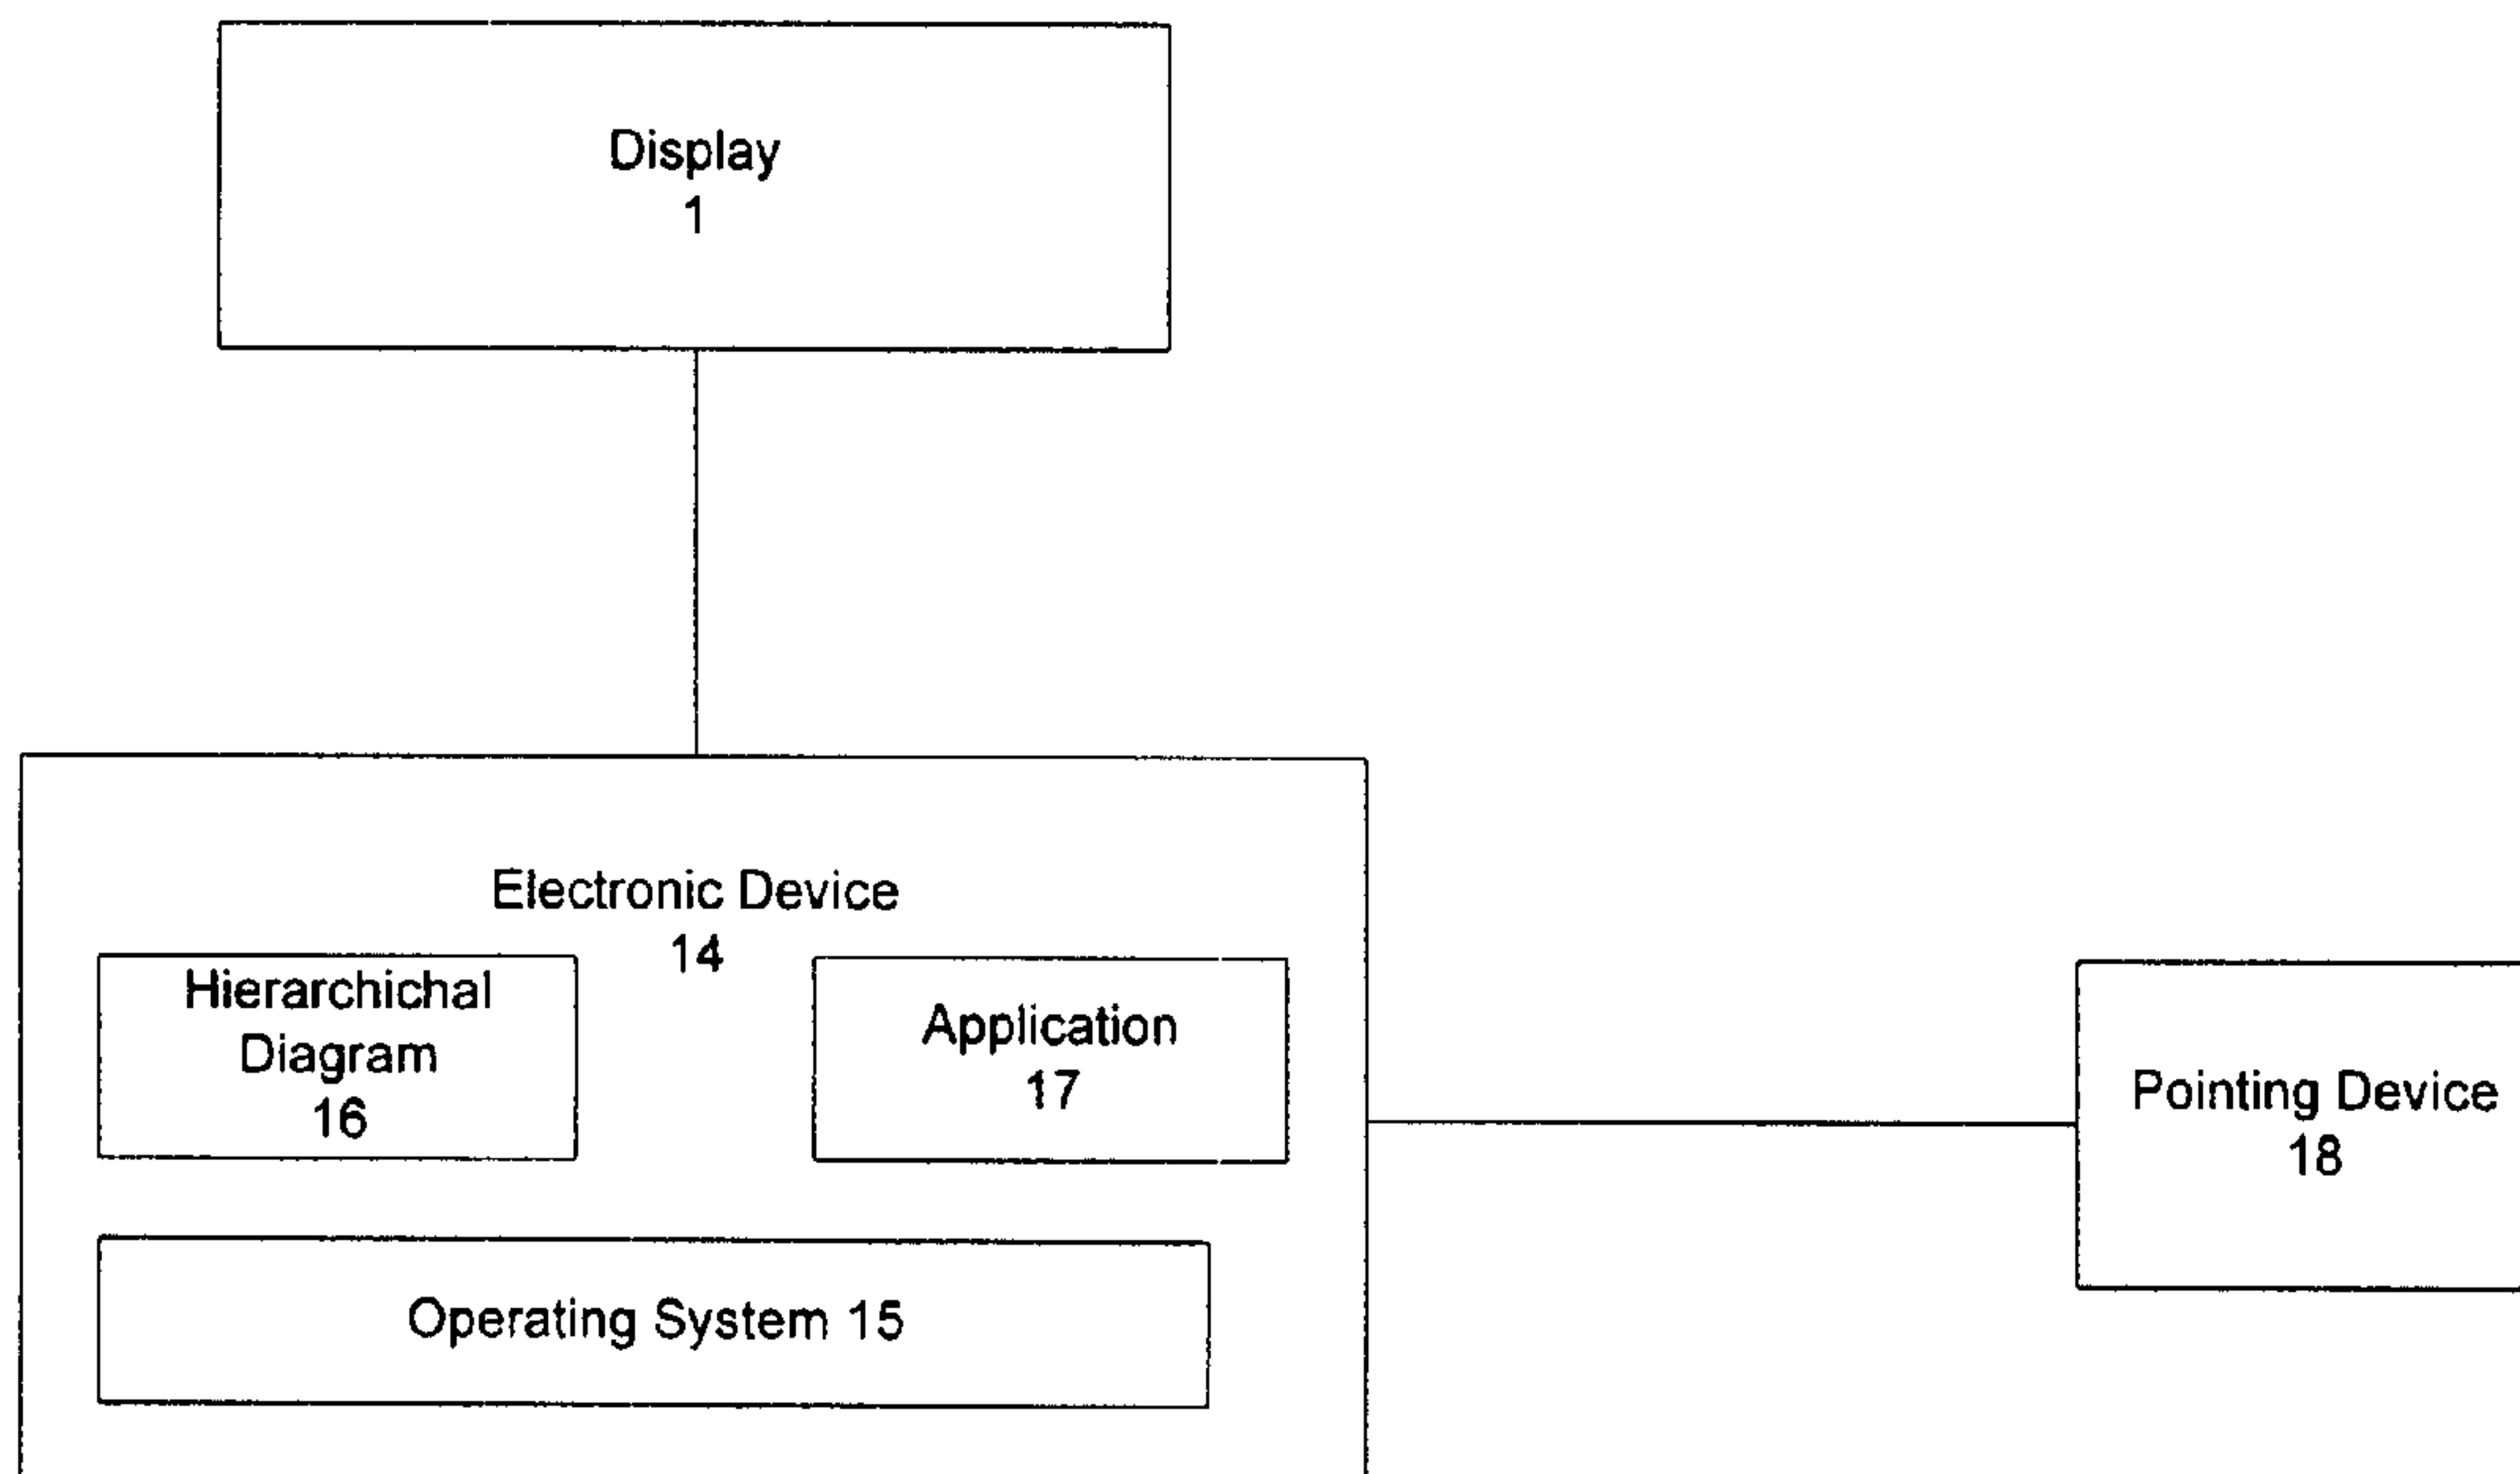 Display
1
Electronic Device
14
Hierarchichal
Diagram
16
Application
17
Operating System 15
Pointing Device
18